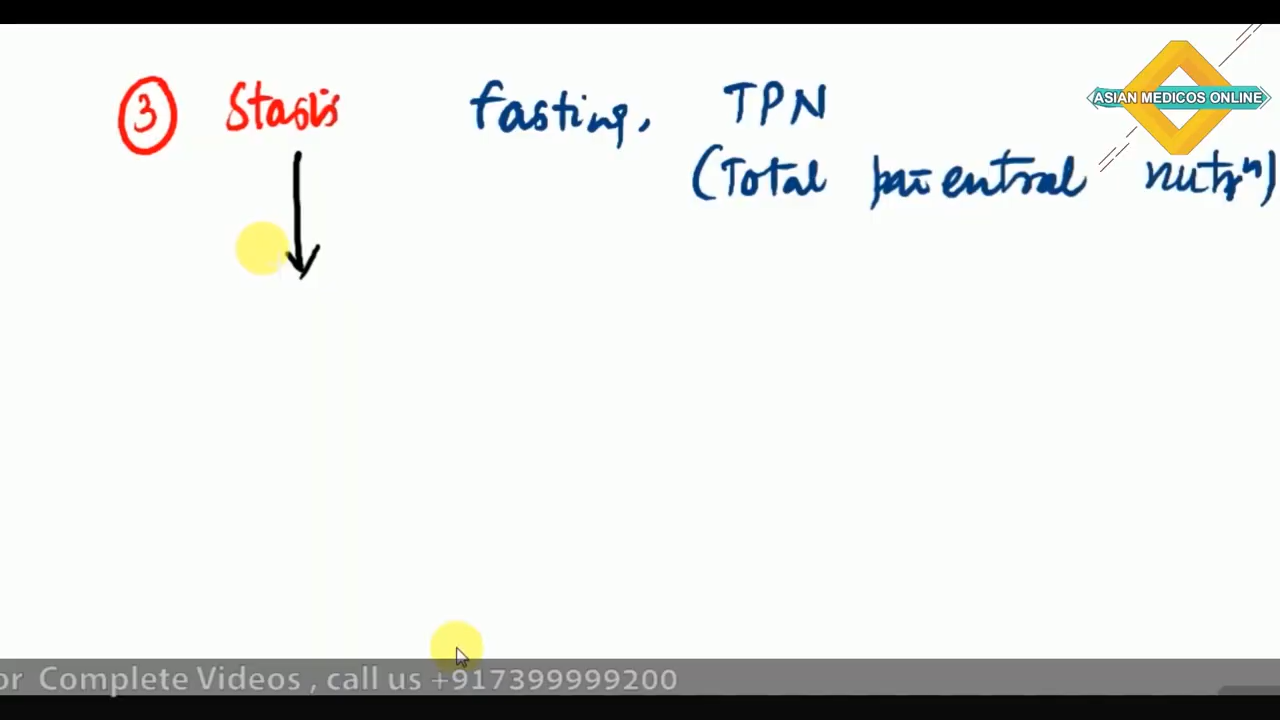 ③ Stasis fasting, TPN
(Total parentral nutrⁿ)
ASIAN MEDICOS ONLINE
or Complete Videos , call us +917399999200